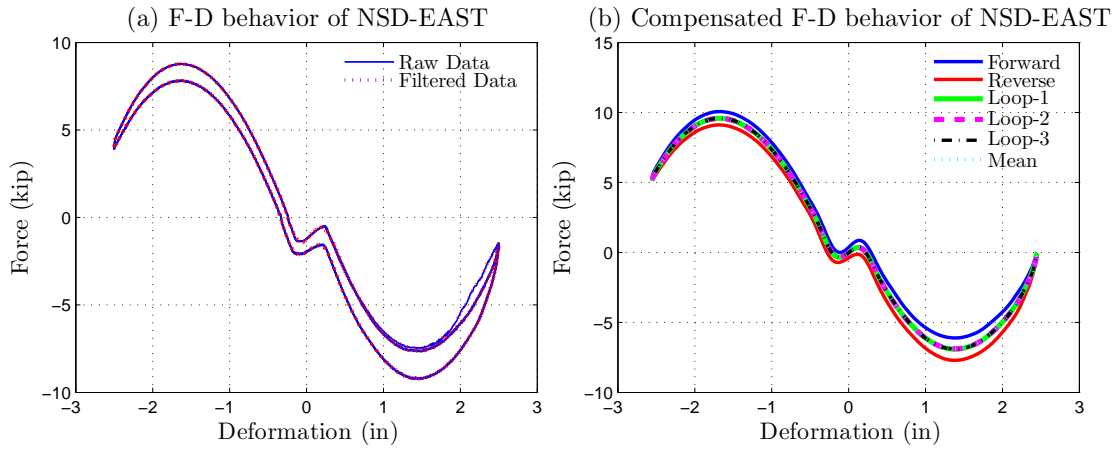 (a) F-D behavior of NSD-EAST
10
5
0
−5
−10
−3
−2
−1
0
1
2
3
Force (kip)
Deformation (in)
Raw Data
Filtered Data
(b) Compensated F-D behavior of NSD-EAST
15
10
5
0
−5
−10
−3
−2
−1
0
1
2
3
Force (kip)
Deformation (in)
Forward
Reverse
Loop-1
Loop-2
Loop-3
Mean